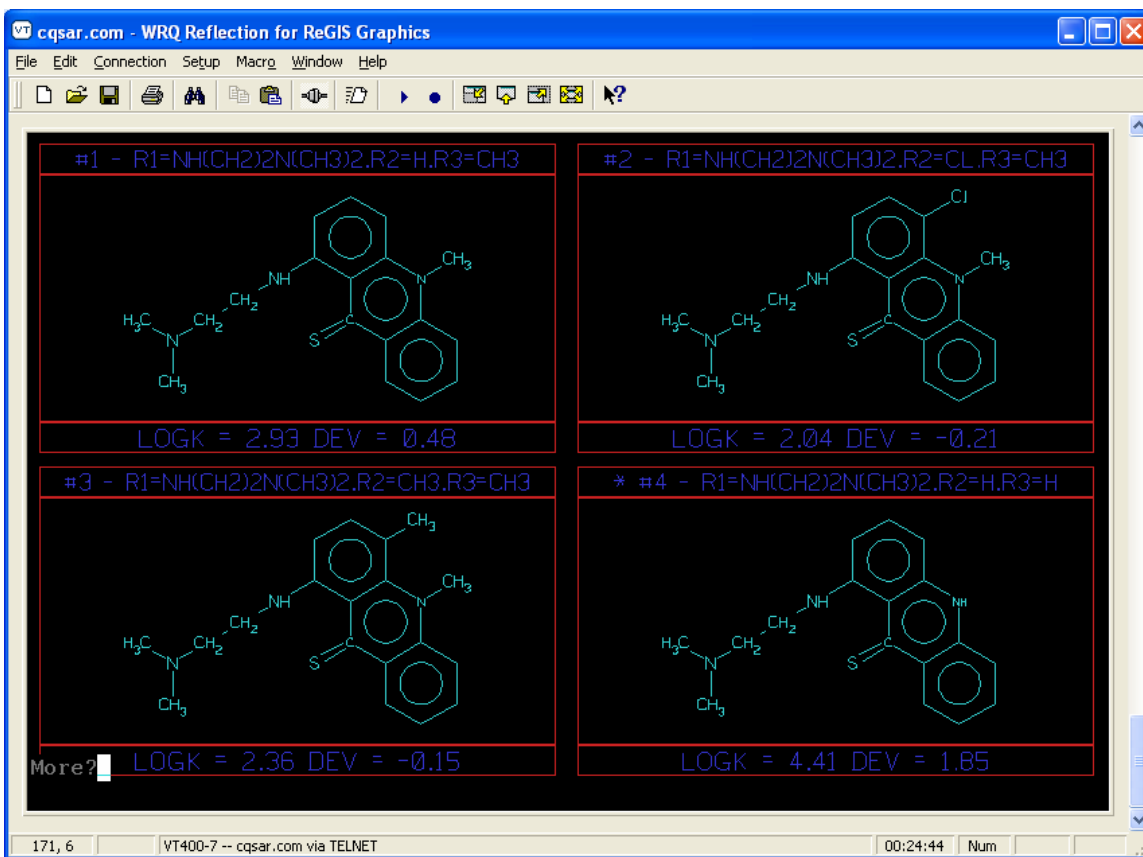 cqsar.com - WRQ Reflection for ReGIS Graphics
File Edit Connection Setup Macro Window Help
#1 - R1=NH(CH2)2N(CH3)2.R2=H.R3=CH3
NH
CH3
N
CH2
H3C
CH2
N
S
C
CH3
LOGK = 2.93 DEV = 0.48
#2 - R1=NH(CH2)2N(CH3)2.R2=CL.R3=CH3
Cl
NH
CH3
N
CH2
H3C
CH2
N
S
C
CH3
LOGK = 2.04 DEV = -0.21
#3 - R1=NH(CH2)2N(CH3)2.R2=CH3.R3=CH3
CH3
NH
CH3
N
CH2
H3C
CH2
N
S
C
CH3
LOGK = 2.36 DEV = -0.15
* #4 - R1=NH(CH2)2N(CH3)2.R2=H.R3=H
NH
NH
CH2
H3C
CH2
N
S
C
CH3
LOGK = 4.41 DEV = 1.85
More?
171, 6 VT400-7 -- cqsar.com via TELNET 00:24:44 Num